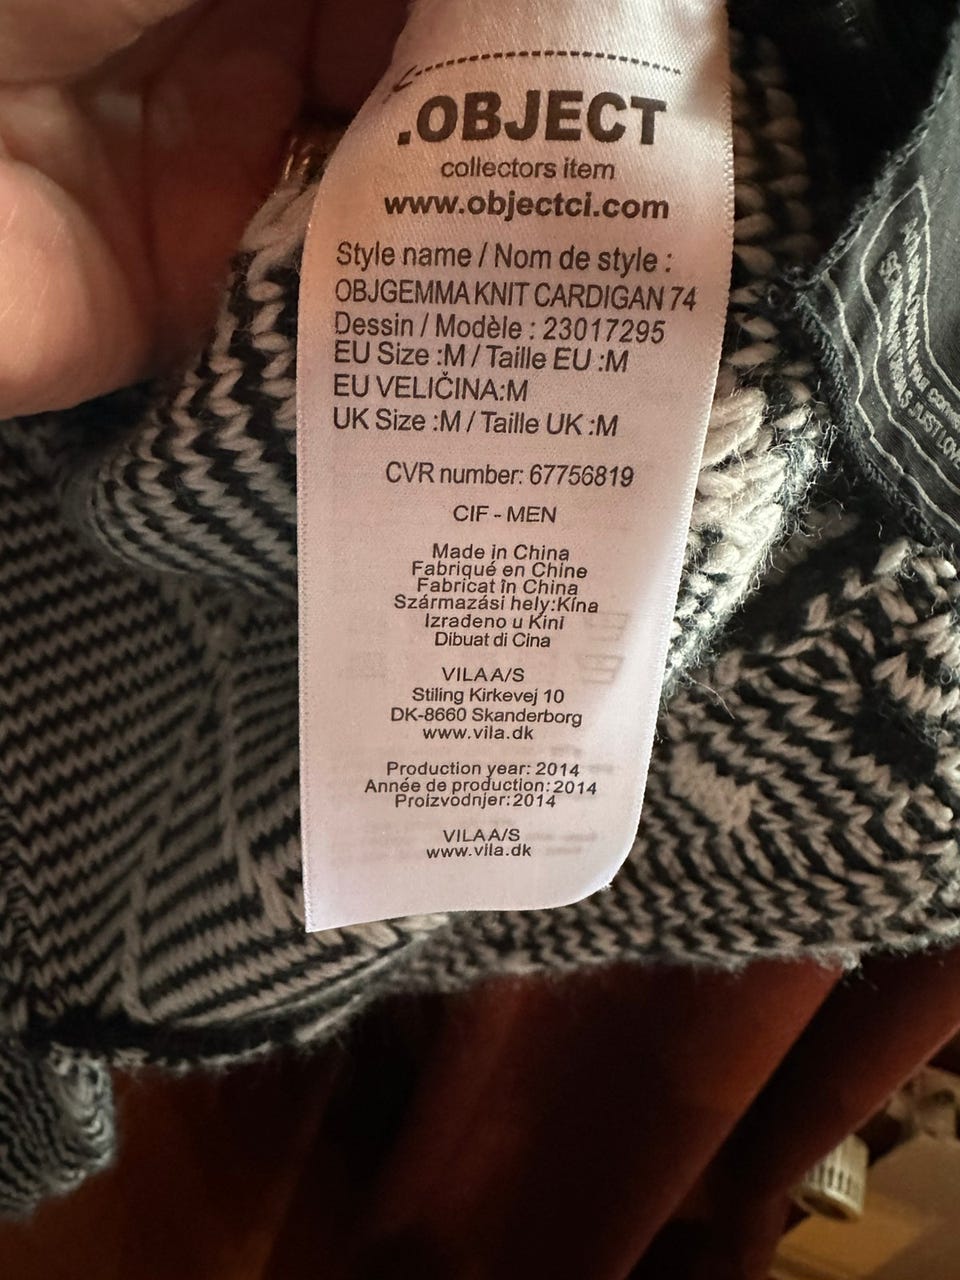 .OBJECT
collectors item
www.objectci.com
Style name / Nom de style :
OBJGEMMA KNIT CARDIGAN 74
Dessin / Modèle : 23017295
EU Size :M / Taille EU :M
EU VELIČINA:M
UK Size :M / Taille UK :M
CVR number: 67756819
CIF - MEN
Made in China
Fabriqué en Chine
Fabricat în China
Származási hely:Kína
Izrađeno u Kini
Dibuat di Cina
VILA A/S
Stiling Kirkevej 10
DK-8660 Skanderborg
www.vila.dk
Production year: 2014
Année de production: 2014
Proizvodnjer:2014
VILA A/S
www.vila.dk